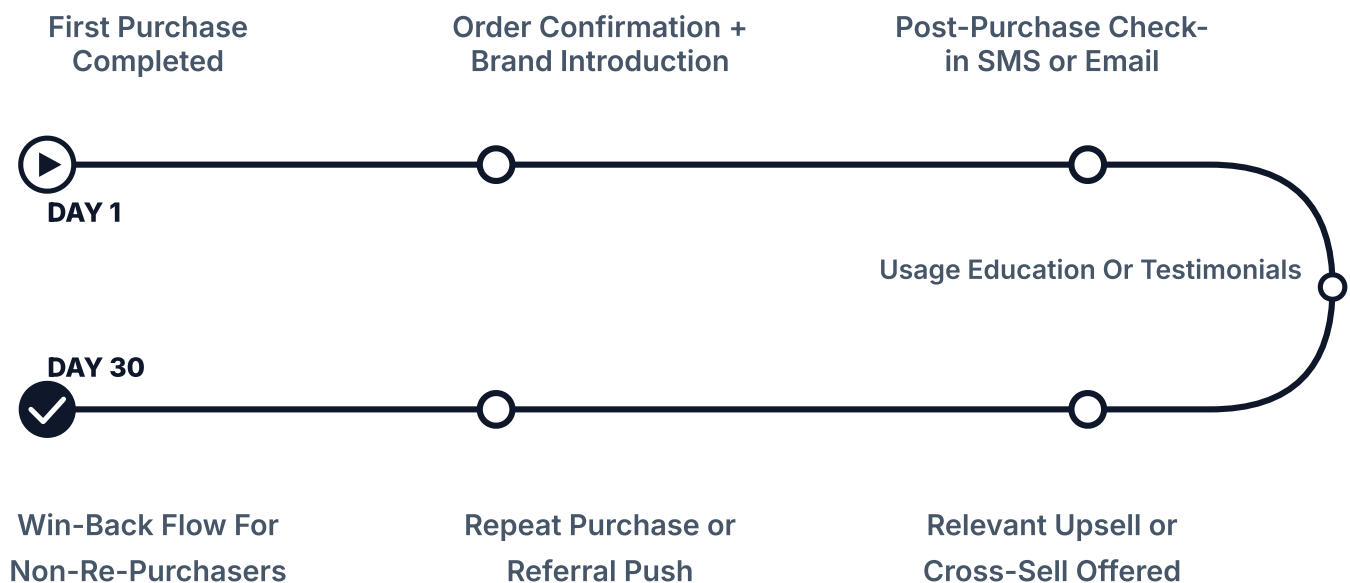 First Purchase
Completed
Order Confirmation +
Brand Introduction
Post-Purchase Check-
in SMS or Email
DAY 1
Usage Education Or Testimonials
DAY 30
Win-Back Flow For
Non-Re-Purchasers
Repeat Purchase or
Referral Push
Relevant Upsell or
Cross-Sell Offered